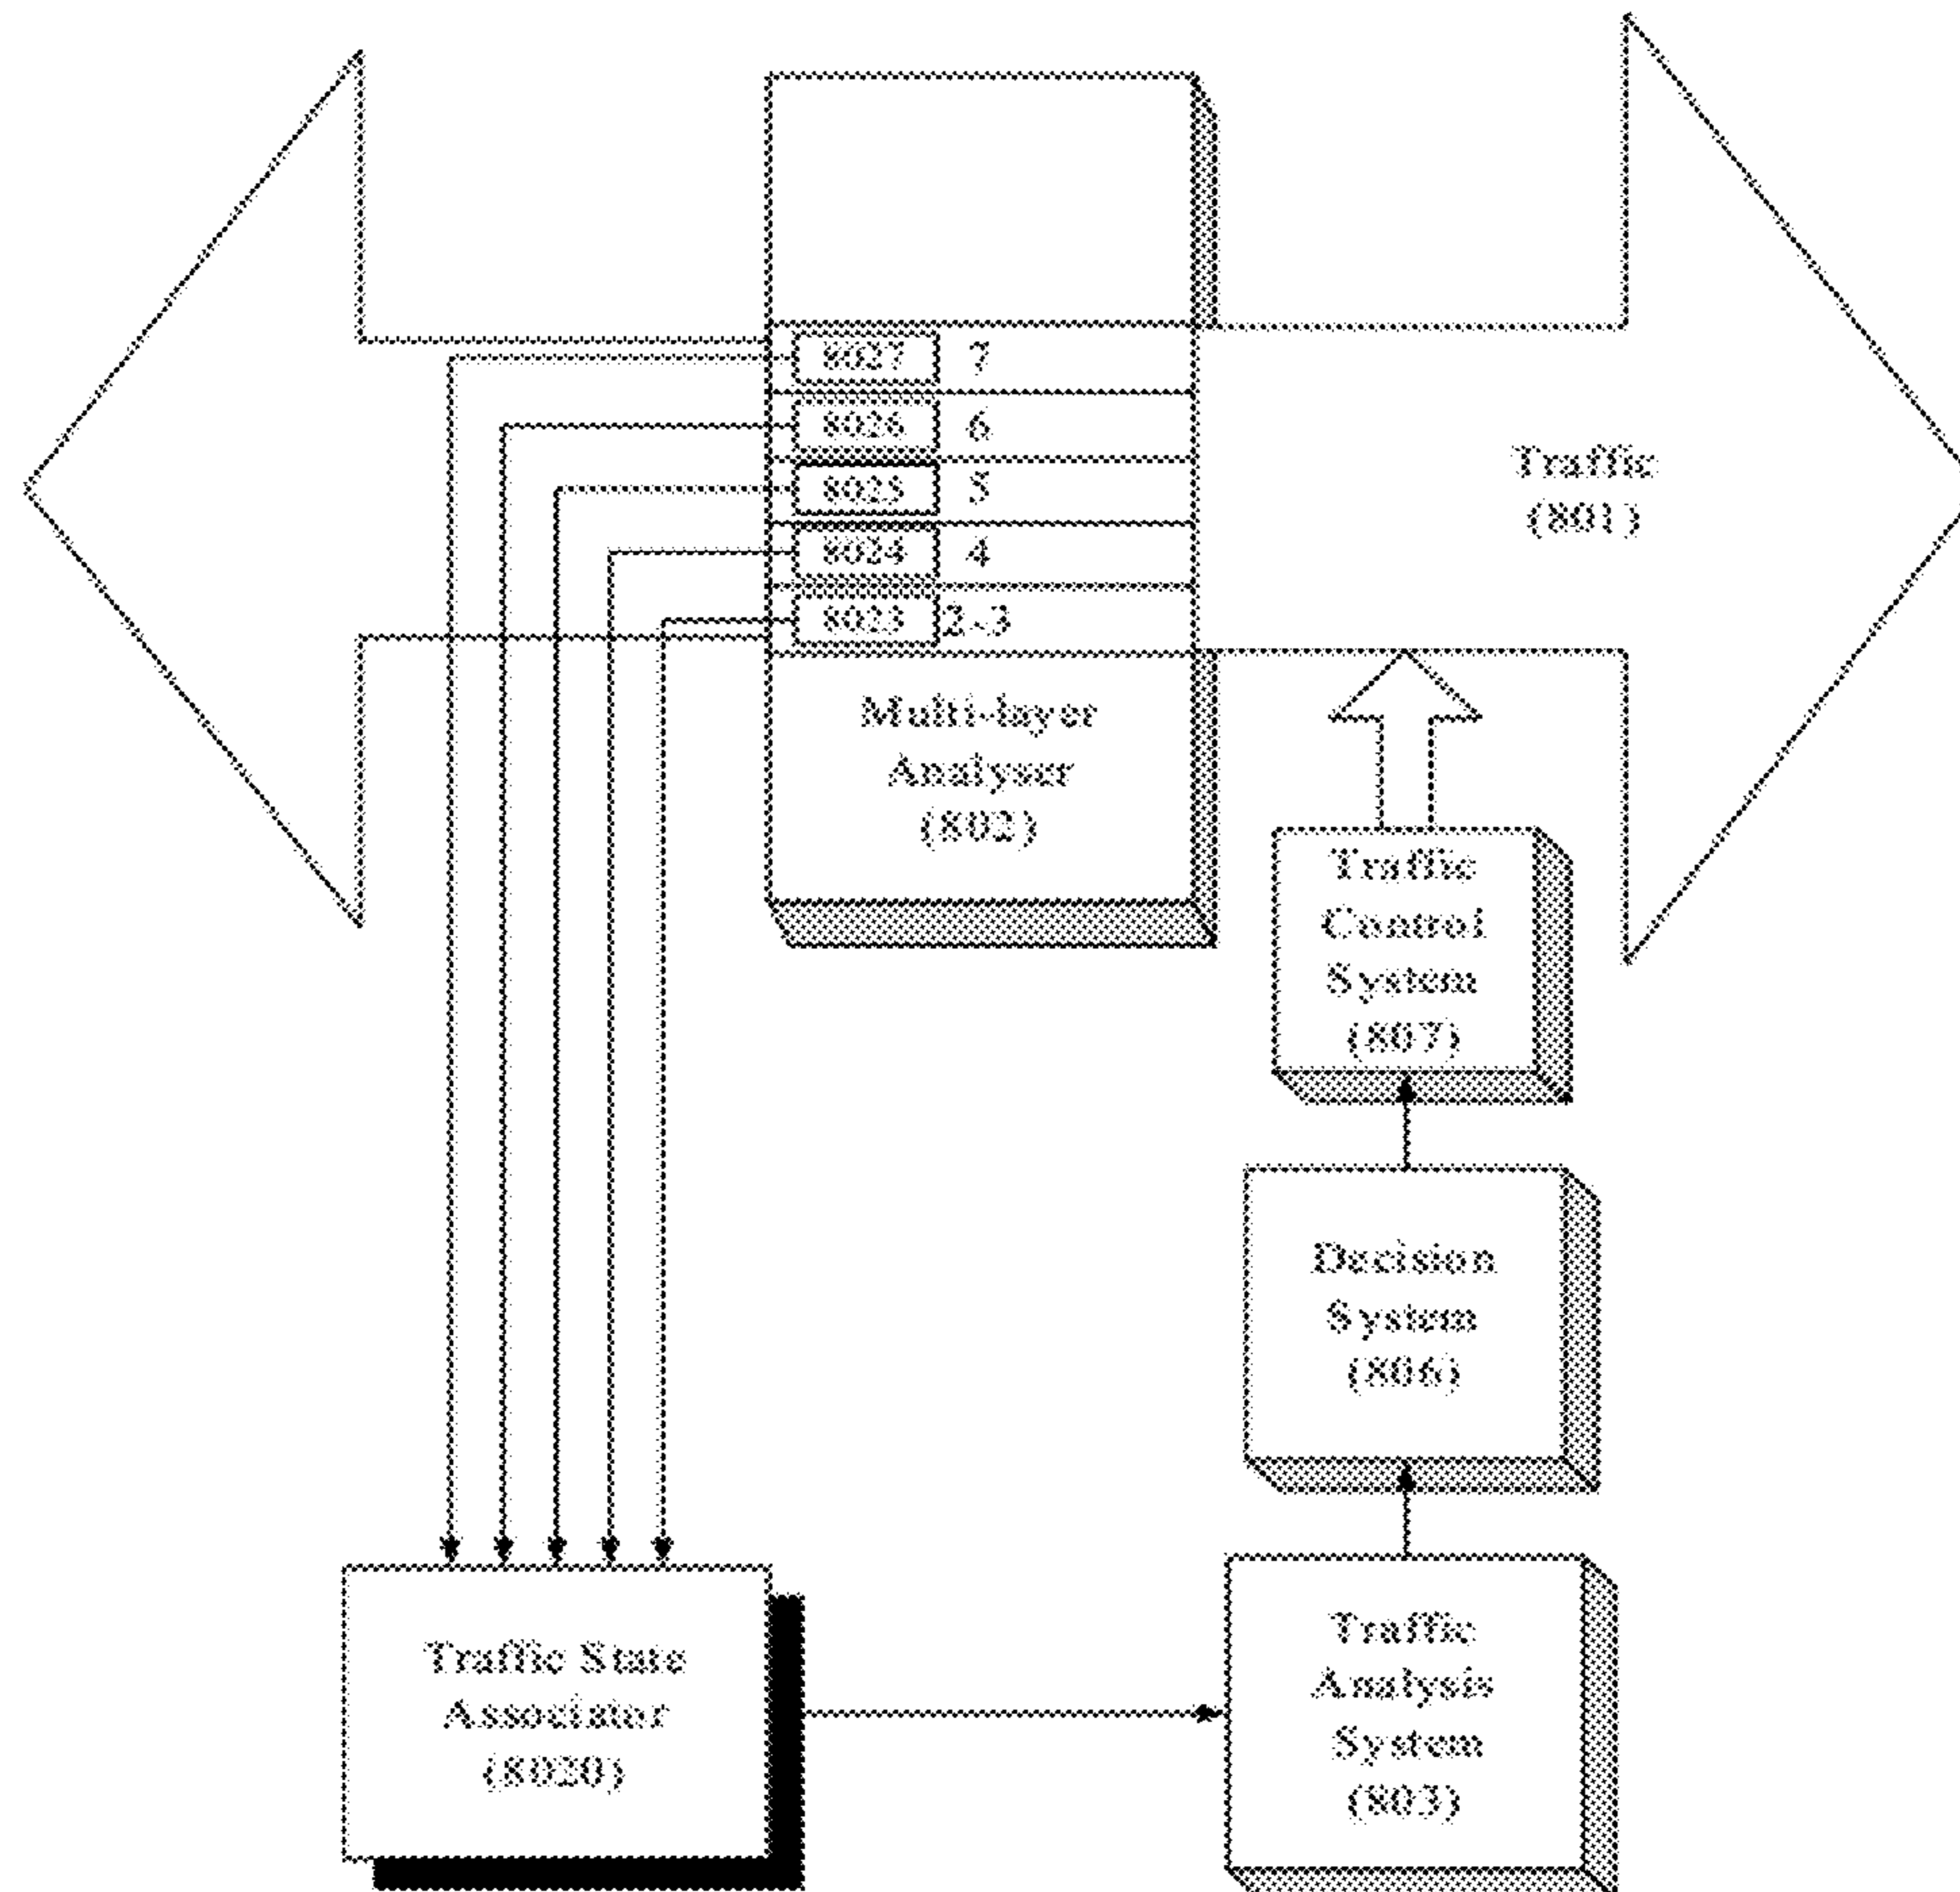 8027 7
8026 6
8025 5
8024 4
8023 2-3
Traffic
(801)
Multi-layer
Analyser
(802)
Traffic
Control
System
(807)
Decision
System
(806)
Traffic State
Associator
(8020)
Traffic
Analysis
System
(803)